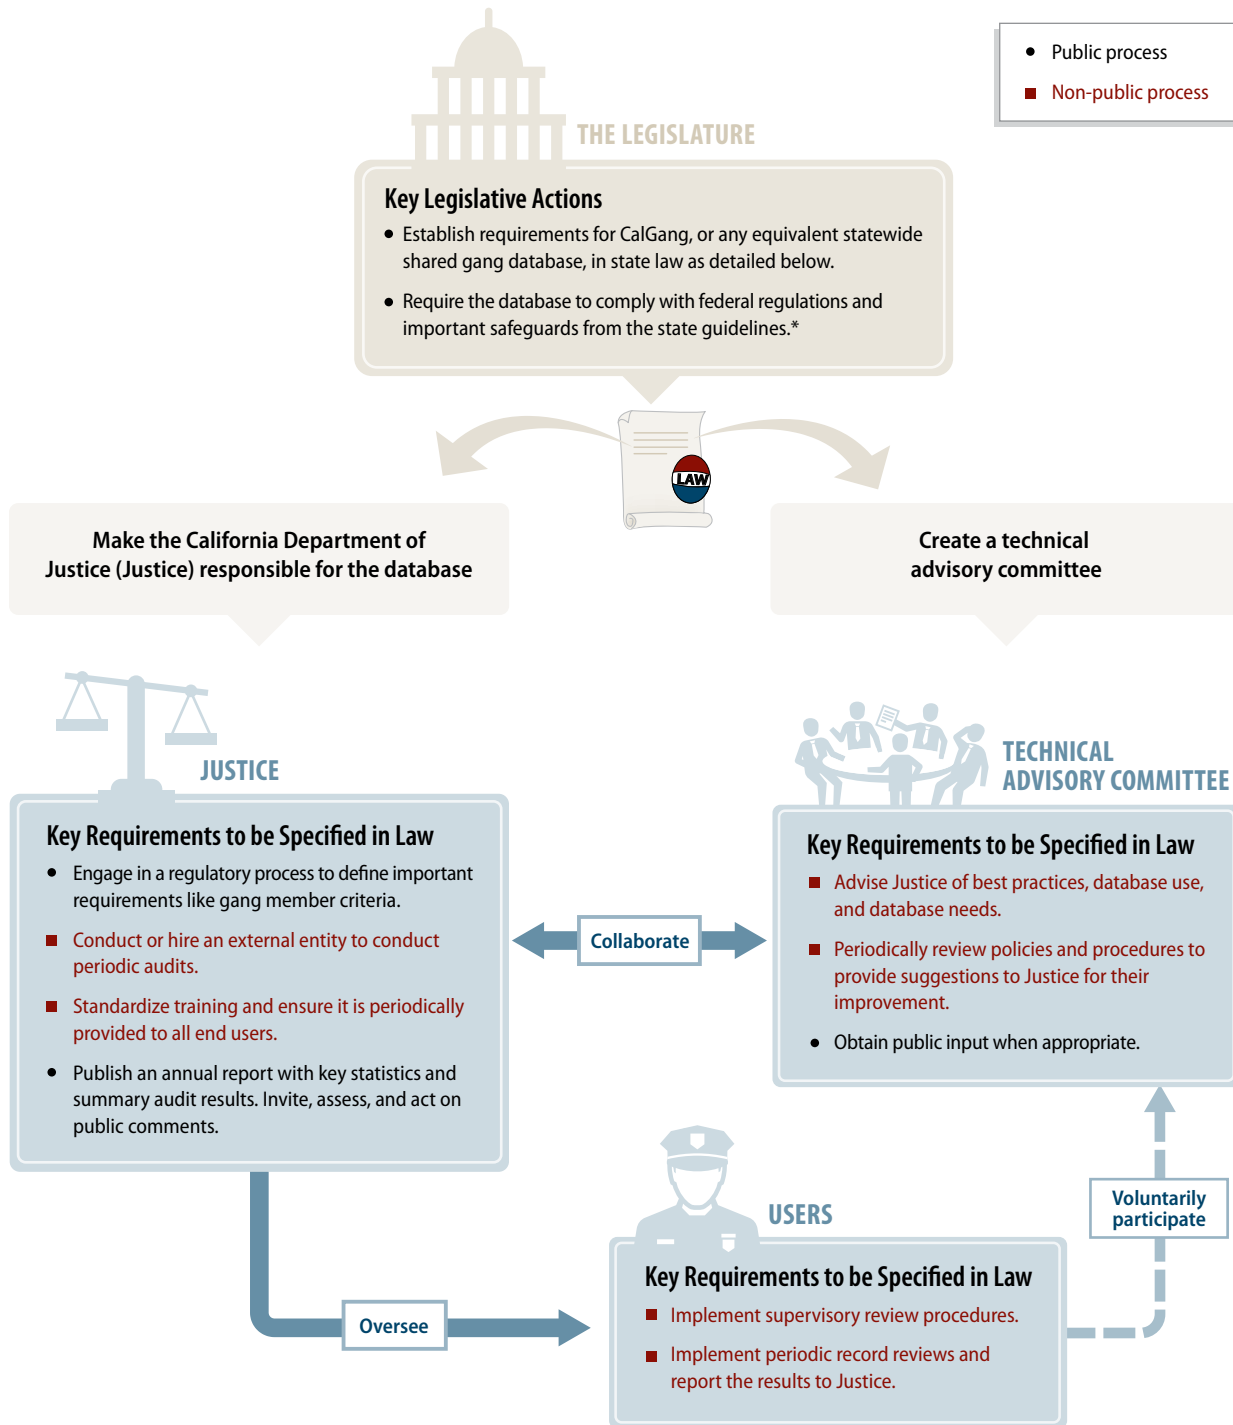 ● Public process
■ Non-public process
THE LEGISLATURE
Key Legislative Actions
● Establish requirements for CalGang, or any equivalent statewide
shared gang database, in state law as detailed below.
● Require the database to comply with federal regulations and
important safeguards from the state guidelines.*
LAW
Make the California Department of
Justice (Justice) responsible for the database
Create a technical
advisory committee
JUSTICE
Key Requirements to be Specified in Law
● Engage in a regulatory process to define important
requirements like gang member criteria.
■ Conduct or hire an external entity to conduct
periodic audits.
■ Standardize training and ensure it is periodically
provided to all end users.
● Publish an annual report with key statistics and
summary audit results. Invite, assess, and act on
public comments.
Collaborate
TECHNICAL
ADVISORY COMMITTEE
Key Requirements to be Specified in Law
■ Advise Justice of best practices, database use,
and database needs.
■ Periodically review policies and procedures to
provide suggestions to Justice for their
improvement.
● Obtain public input when appropriate.
Voluntarily
participate
Oversee
USERS
Key Requirements to be Specified in Law
■ Implement supervisory review procedures.
■ Implement periodic record reviews and
report the results to Justice.